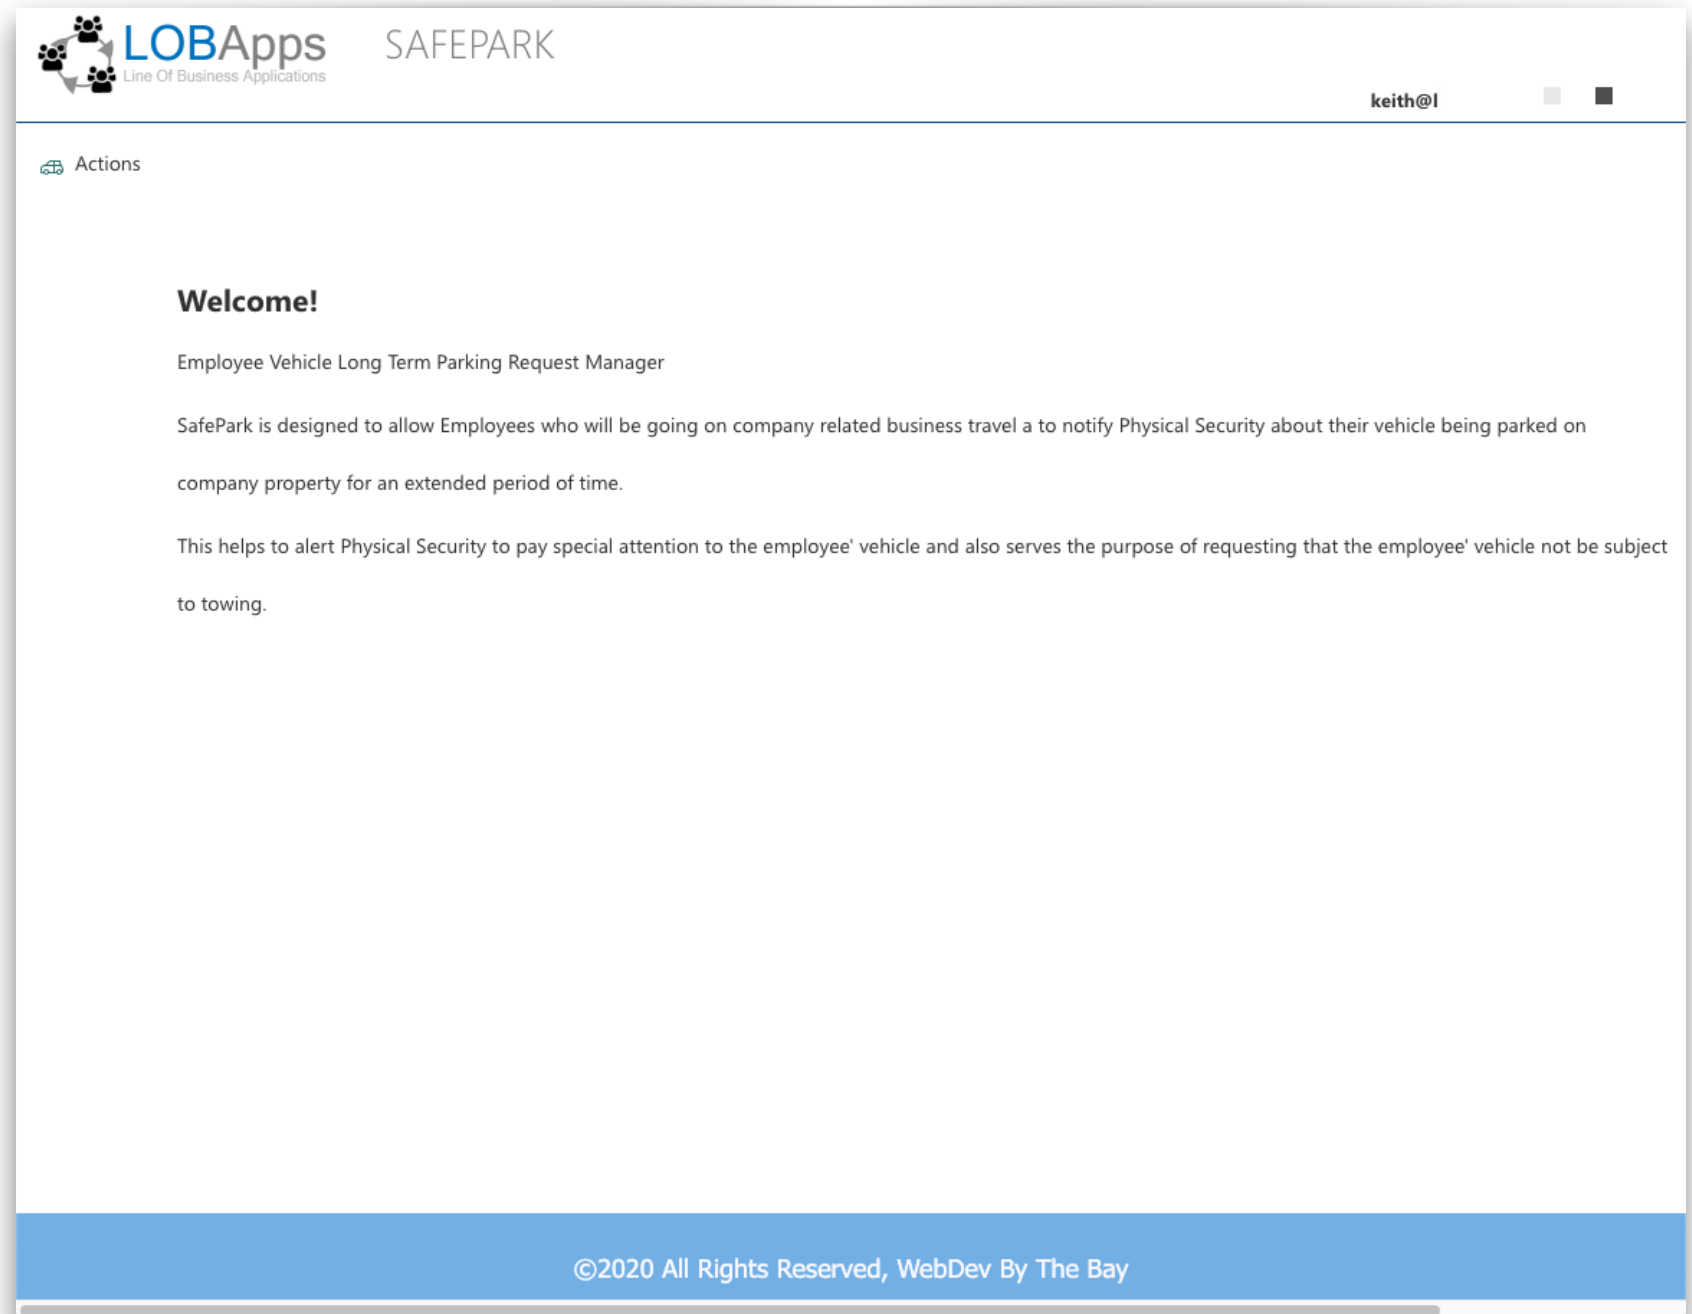 LOBApps
Line Of Business Applications
SAFEPARK
keith@l
Actions
Welcome!
Employee Vehicle Long Term Parking Request Manager
SafePark is designed to allow Employees who will be going on company related business travel a to notify Physical Security about their vehicle being parked on
company property for an extended period of time.
This helps to alert Physical Security to pay special attention to the employee' vehicle and also serves the purpose of requesting that the employee' vehicle not be subject
to towing.
©2020 All Rights Reserved, WebDev By The Bay